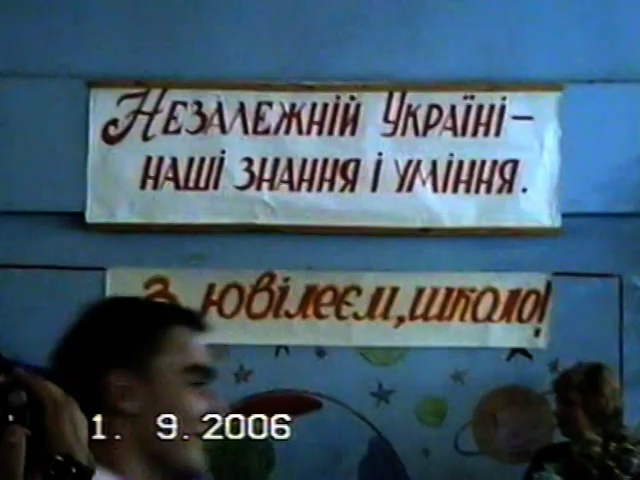 Незалежній Україні –
наші знання і уміння.
З ювілеєм, школо!
1. 9.2006